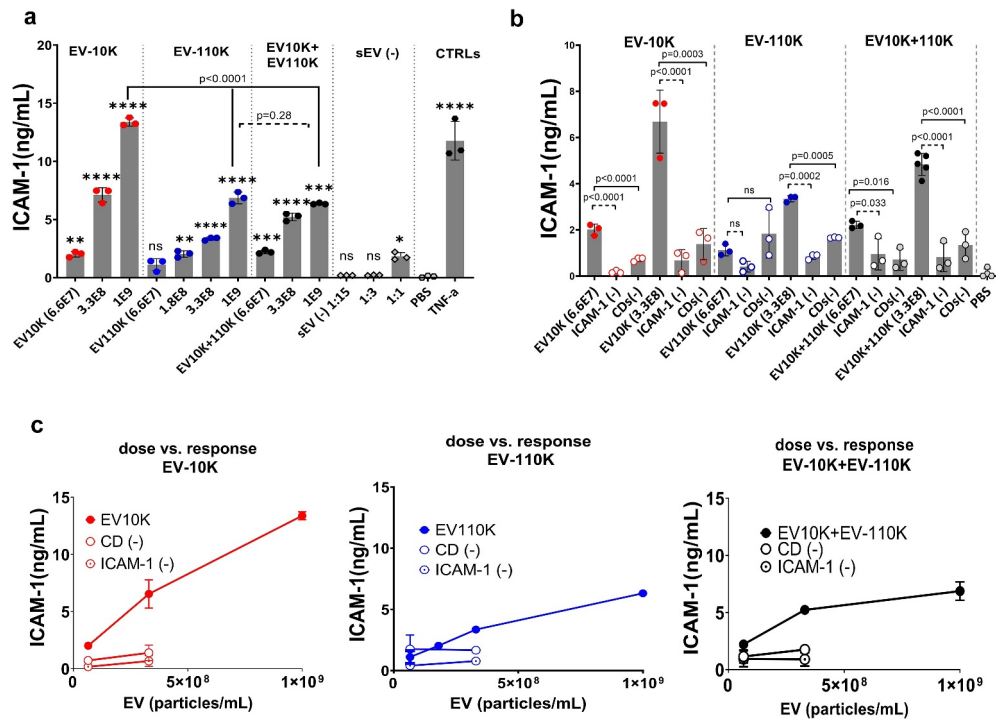 a
EV-10K
EV-110K
EV10K+
EV110K
sEV (-)
CTRLs
ICAM-1(ng/mL)
20
15
10
5
0
p<0.0001
p=0.28
**
****
****
ns
**
****
****
***
****
***
ns
ns
*
****
EV10K (6.6E7)
3.3E8
1E9
EV110K (6.6E7)
1.8E8
3.3E8
1E9
EV10K+110K (6.6E7)
3.3E8
1E9
sEV (-) 1:15
1:3
1:1
PBS
TNF-a
b
EV-10K
EV-110K
EV10K+110K
ICAM-1(ng/mL)
10
8
6
4
2
0
p<0.0001
p<0.0001
p=0.0003
p<0.0001
ns
ns
p=0.0005
p=0.0002
p=0.016
p=0.033
p<0.0001
p<0.0001
EV10K (6.6E7)
ICAM-1 (-)
CDs(-)
EV10K (3.3E8)
ICAM-1 (-)
CDs(-)
EV110K (6.6E7)
ICAM-1 (-)
CDs(-)
EV110K (3.3E8)
ICAM-1 (-)
CDs(-)
EV10K+110K (6.6E7)
ICAM-1 (-)
CDs(-)
EV10K+110K (3.3E8)
ICAM-1 (-)
CDs(-)
PBS
c
dose vs. response
EV-10K
ICAM-1(ng/mL)
15
10
5
0
EV10K
CD (-)
ICAM-1 (-)
0
5×10⁸
1×10⁹
EV (particles/mL)
dose vs. response
EV-110K
ICAM-1(ng/mL)
15
10
5
0
EV110K
CD (-)
ICAM-1 (-)
0
5×10⁸
1×10⁹
EV (particles/mL)
dose vs. response
EV-10K+EV-110K
ICAM-1(ng/mL)
15
10
5
0
EV10K+EV-110K
CD (-)
ICAM-1 (-)
0
5×10⁸
1×10⁹
EV (particles/mL)